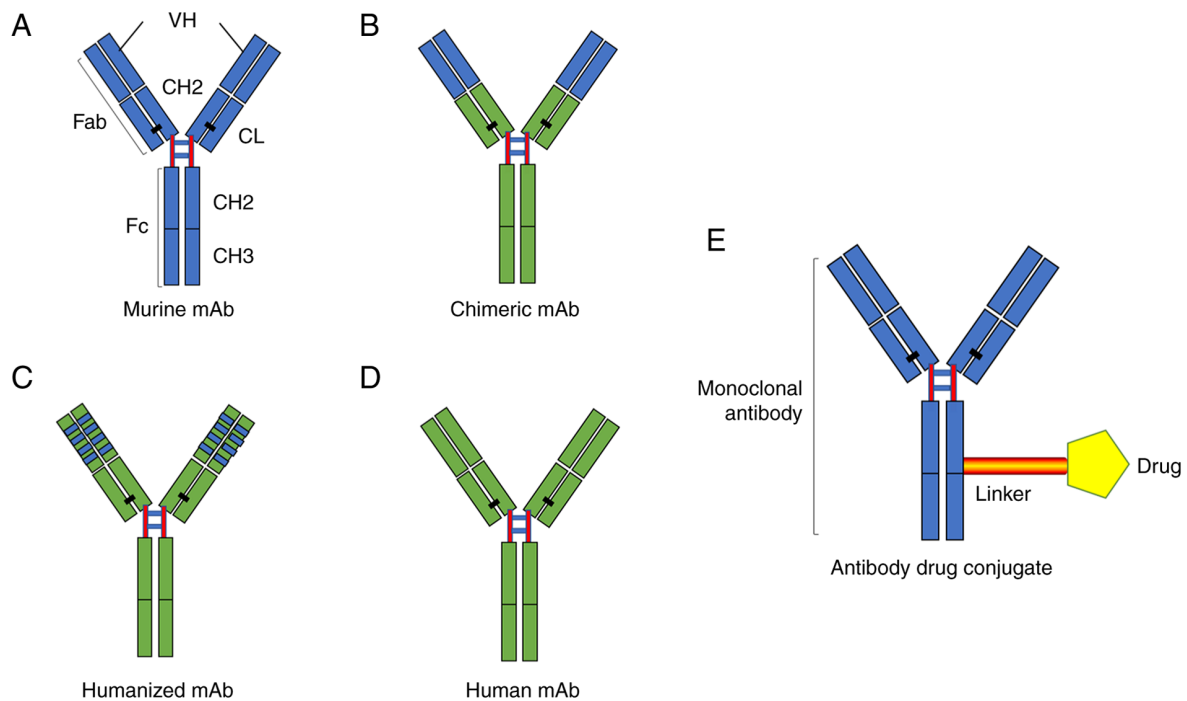 A
VH
CH2
Fab
CL
CH2
Fc
CH3
Murine mAb
B
Chimeric mAb
C
Humanized mAb
D
Human mAb
E
Monoclonal
antibody
Drug
Linker
Antibody drug conjugate